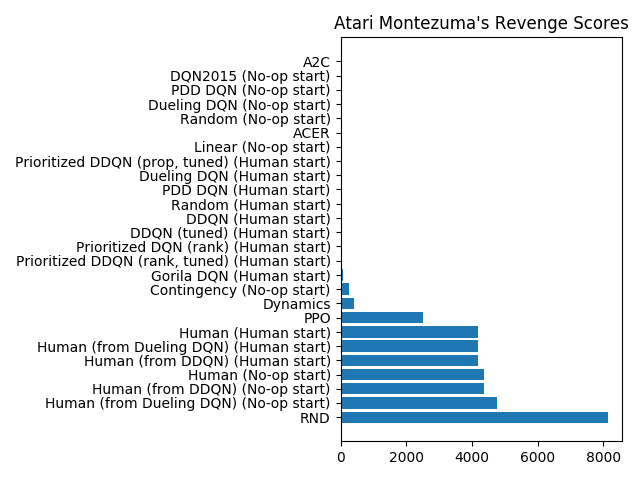 Atari Montezuma's Revenge Scores
A2C
DQN2015 (No-op start)
PDD DQN (No-op start)
Dueling DQN (No-op start)
Random (No-op start)
ACER
Linear (No-op start)
Prioritized DDQN (prop, tuned) (Human start)
Dueling DQN (Human start)
PDD DQN (Human start)
Random (Human start)
DDQN (Human start)
DDQN (tuned) (Human start)
Prioritized DQN (rank) (Human start)
Prioritized DDQN (rank, tuned) (Human start)
Gorila DQN (Human start)
Contingency (No-op start)
Dynamics
PPO
Human (Human start)
Human (from Dueling DQN) (Human start)
Human (from DDQN) (Human start)
Human (No-op start)
Human (from DDQN) (No-op start)
Human (from Dueling DQN) (No-op start)
RND
0 2000 4000 6000 8000